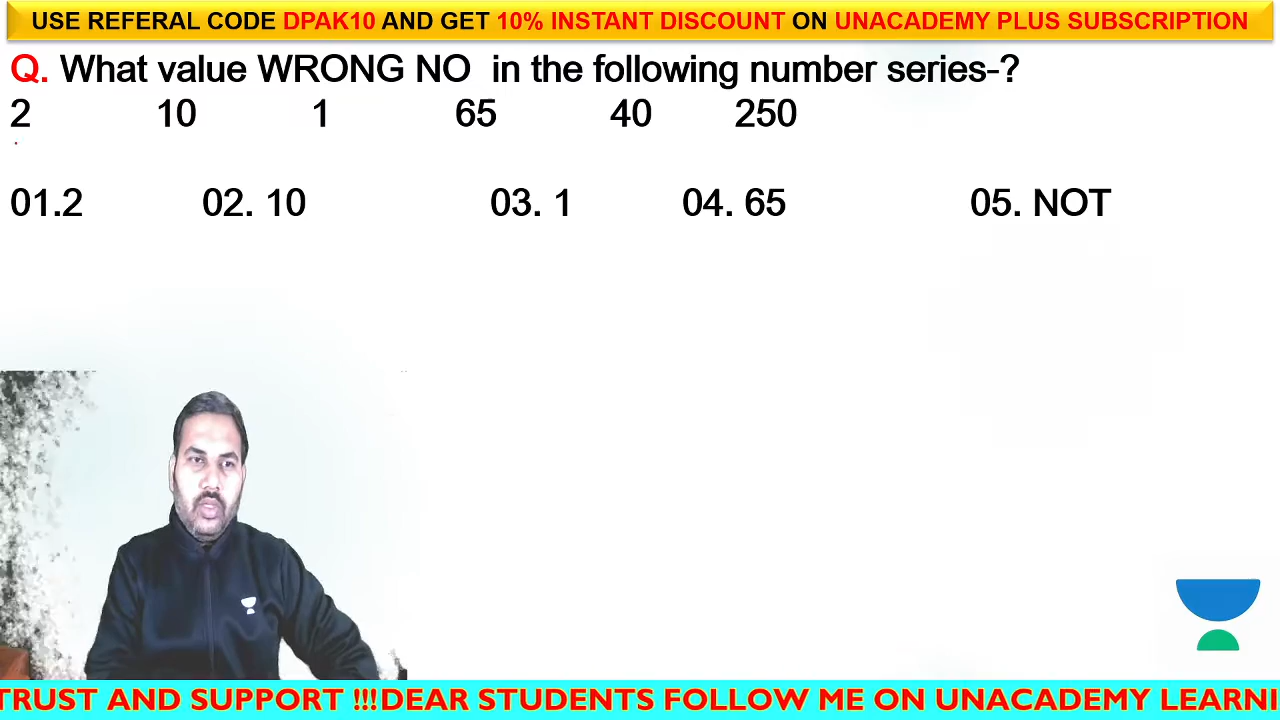 USE REFERAL CODE DPAK10 AND GET 10% INSTANT DISCOUNT ON UNACADEMY PLUS SUBSCRIPTION
Q. What value WRONG NO in the following number series-?
2 10 1 65 40 250
01.2 02. 10 03. 1 04. 65 05. NOT
TRUST AND SUPPORT !!!DEAR STUDENTS FOLLOW ME ON UNACADEMY LEARNI